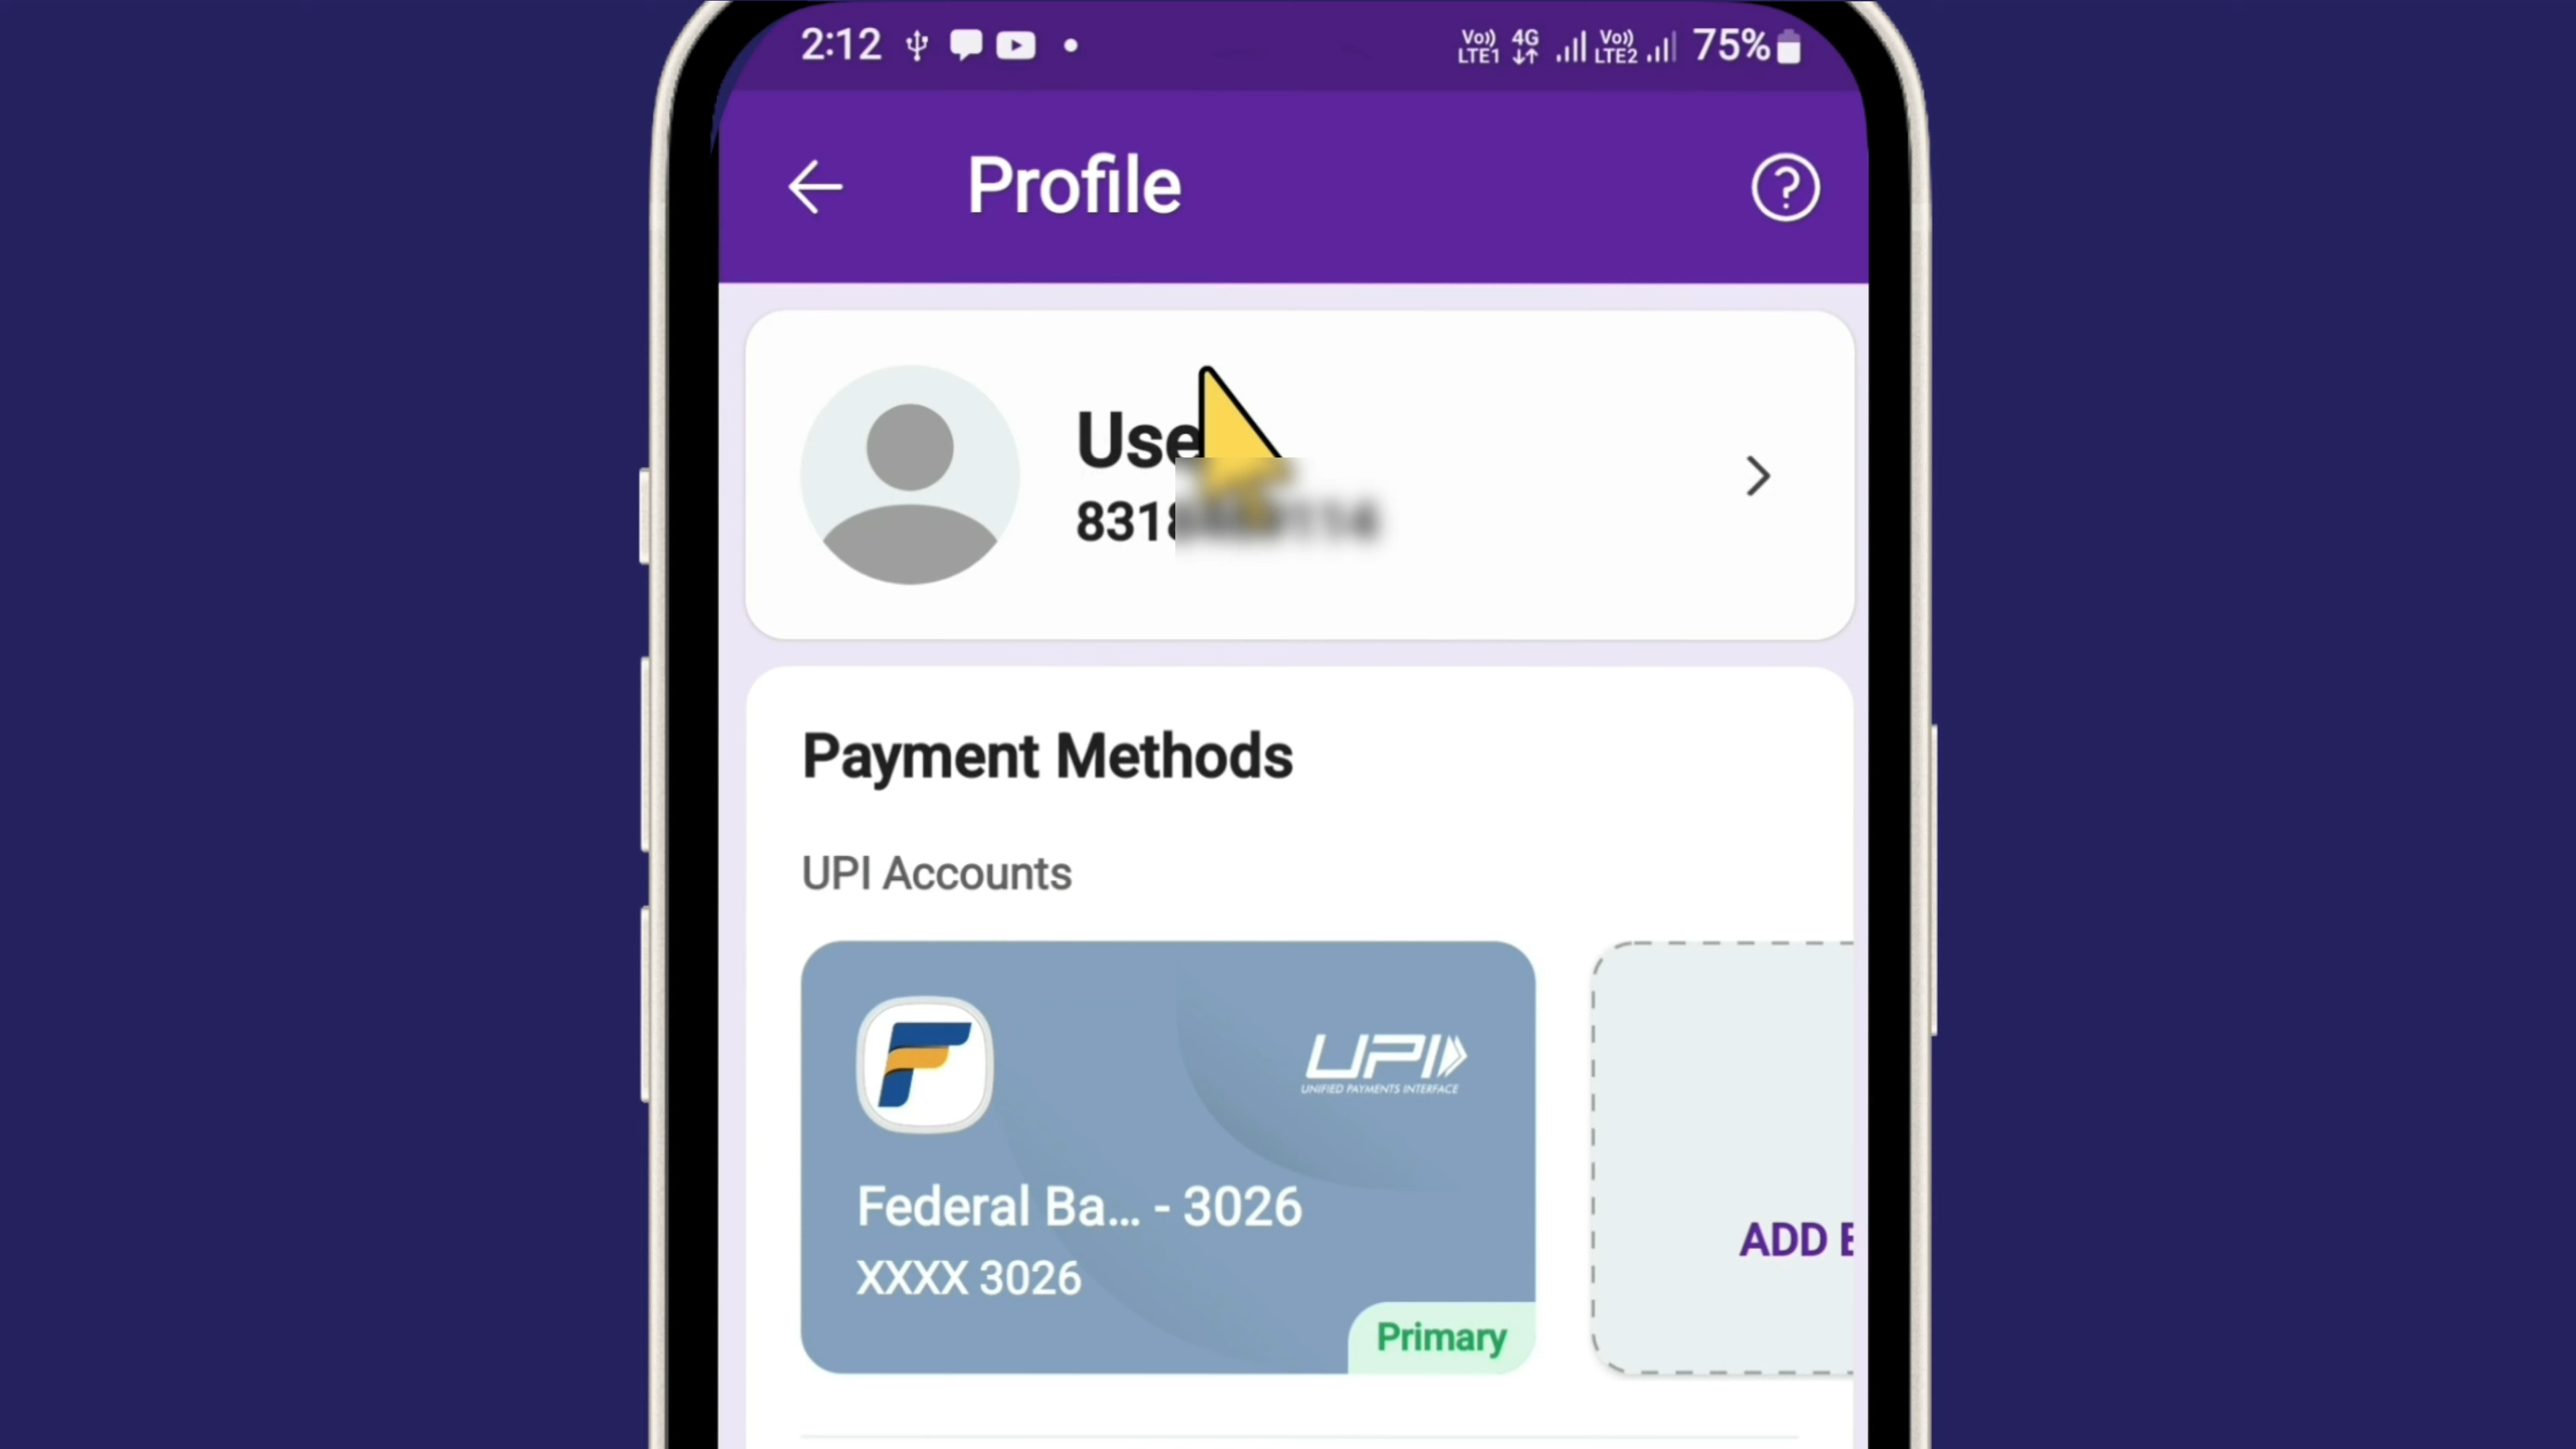 2:12 Vo)) LTE1 4G Vo)) LTE2 75%
Profile
Use
831
Payment Methods
UPI Accounts
UPI
UNIFIED PAYMENTS INTERFACE
Federal Ba... - 3026
XXXX 3026
Primary
ADD